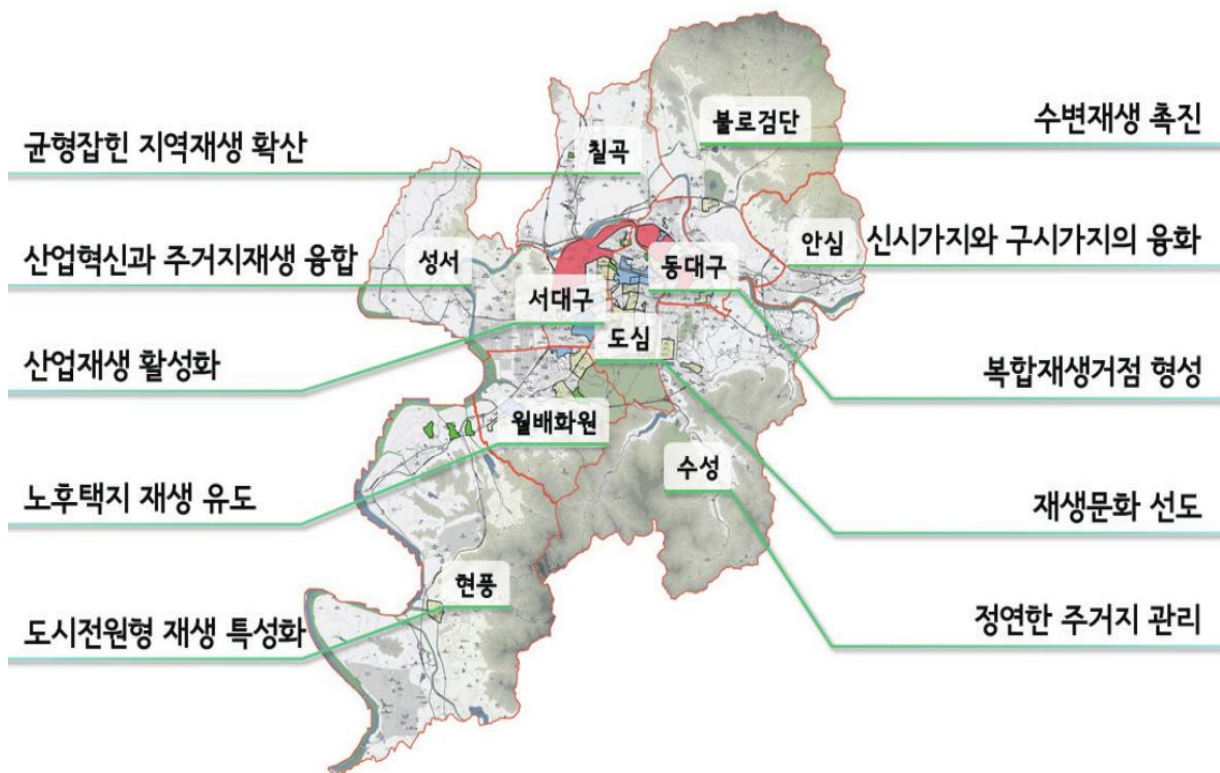 균형잡힌 지역재생 확산
칠곡
불로검단
수변재생 촉진
산업혁신과 주거지재생 융합
성서
안심
신시가지와 구시가지의 융화
서대구
동대구
산업재생 활성화
도심
복합재생거점 형성
월배화원
노후택지 재생 유도
수성
재생문화 선도
현풍
도시전원형 재생 특성화
정연한 주거지 관리